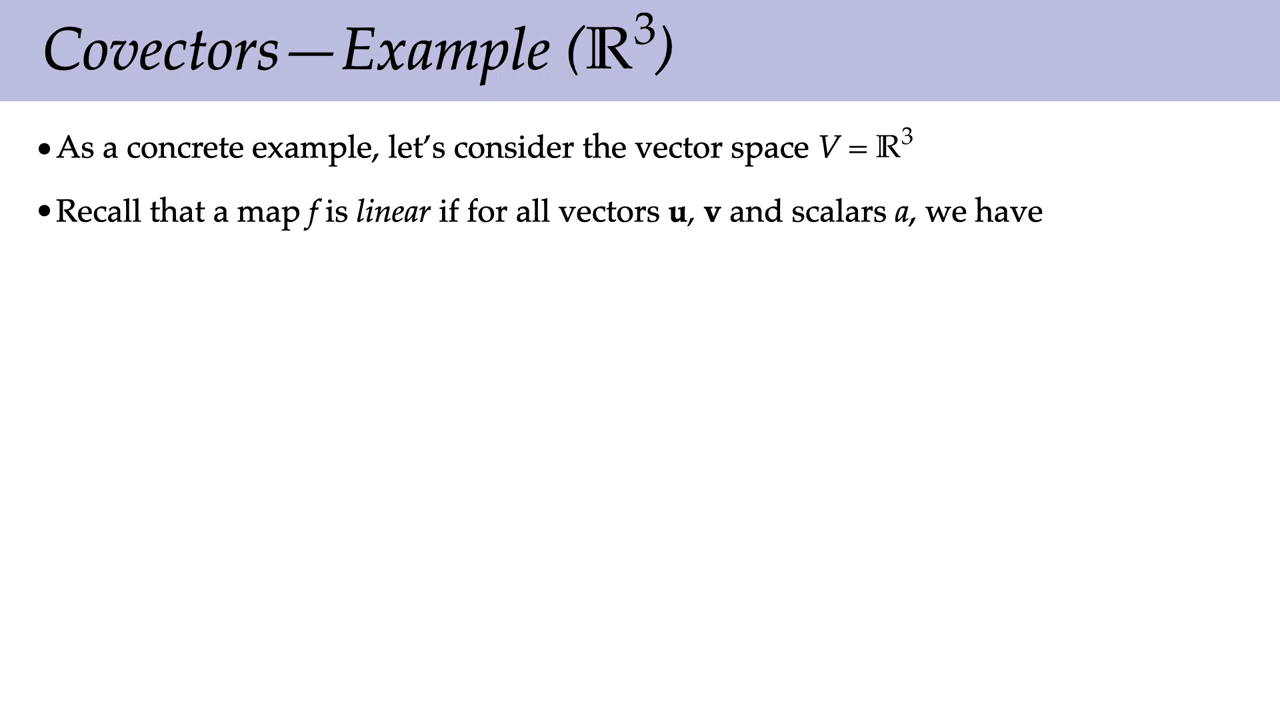 Covectors—Example (ℝ³)
•As a concrete example, let’s consider the vector space V = ℝ³
•Recall that a map f is linear if for all vectors u, v and scalars a, we have